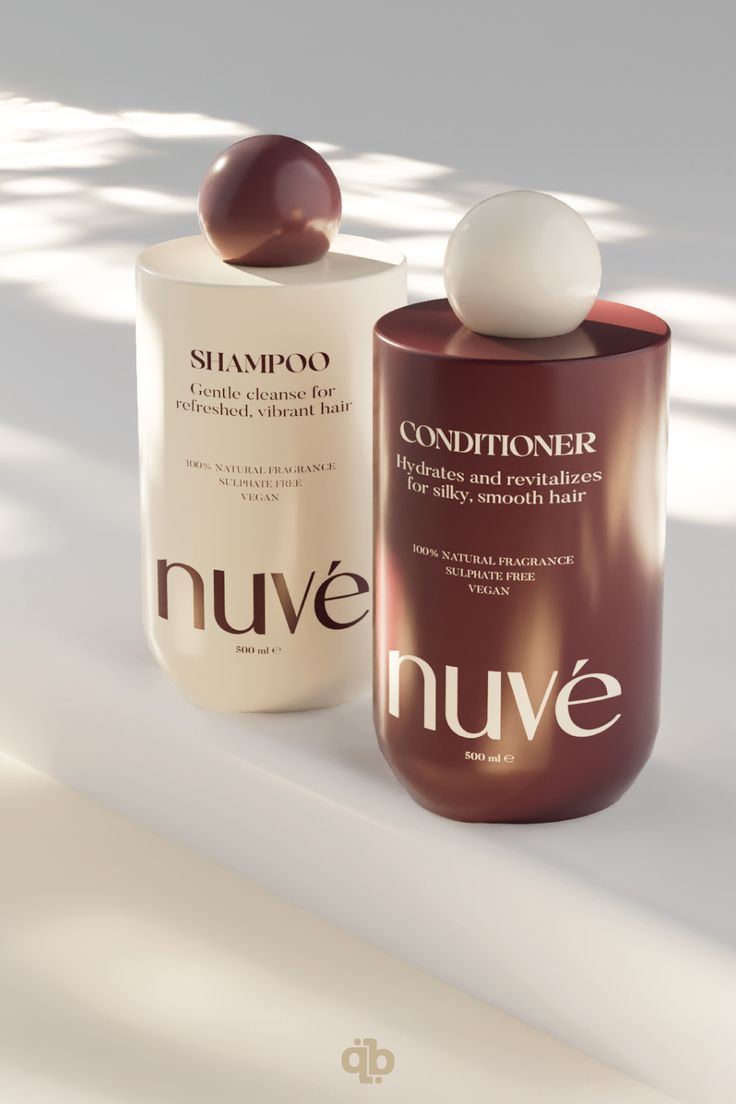 SHAMPOO
Gentle cleanse for
refreshed, vibrant hair
100% NATURAL FRAGRANCE
SULPHATE FREE
VEGAN
nuvé
500 ml ℮
CONDITIONER
Hydrates and revitalizes
for silky, smooth hair
100% NATURAL FRAGRANCE
SULPHATE FREE
VEGAN
nuvé
500 ml ℮